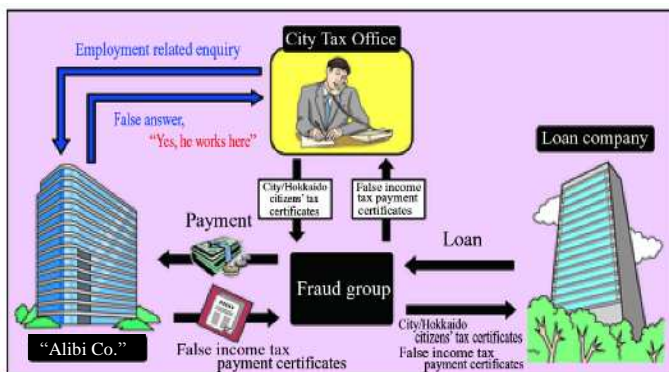 City Tax Office
Employment related enquiry
False answer,
"Yes, he works here"
Loan company
City/Hokkaido
citizens' tax
certificates
False income
tax payment
certificates
Payment
Loan
Fraud group
"Alibi Co."
False income tax
payment certificates
City/Hokkaido
citizens' tax certificates
False income tax
payment certificates